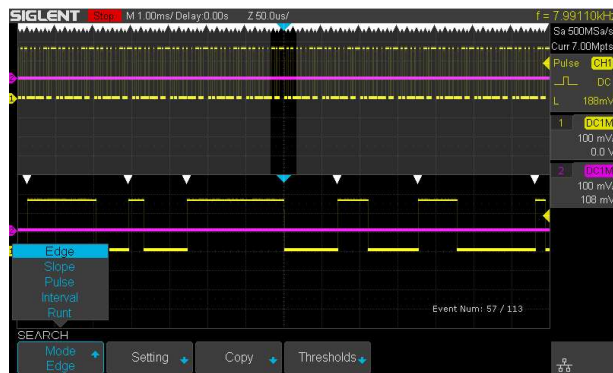 SIGLENT Stop M 1.00ms/ Delay:0.00s Z 50.0us/ f = 7.99110kHz
Sa 500MSa/s
Curr 7.00Mpts
Pulse CH1
DC
L 188mV
1 DC1M
100 mV/
0.0 V
2 DC1M
100 mV/
108 mV
Edge
Slope
Pulse
Interval
Runt
Event Num: 57 / 113
SEARCH
Mode Setting Copy Thresholds
Edge